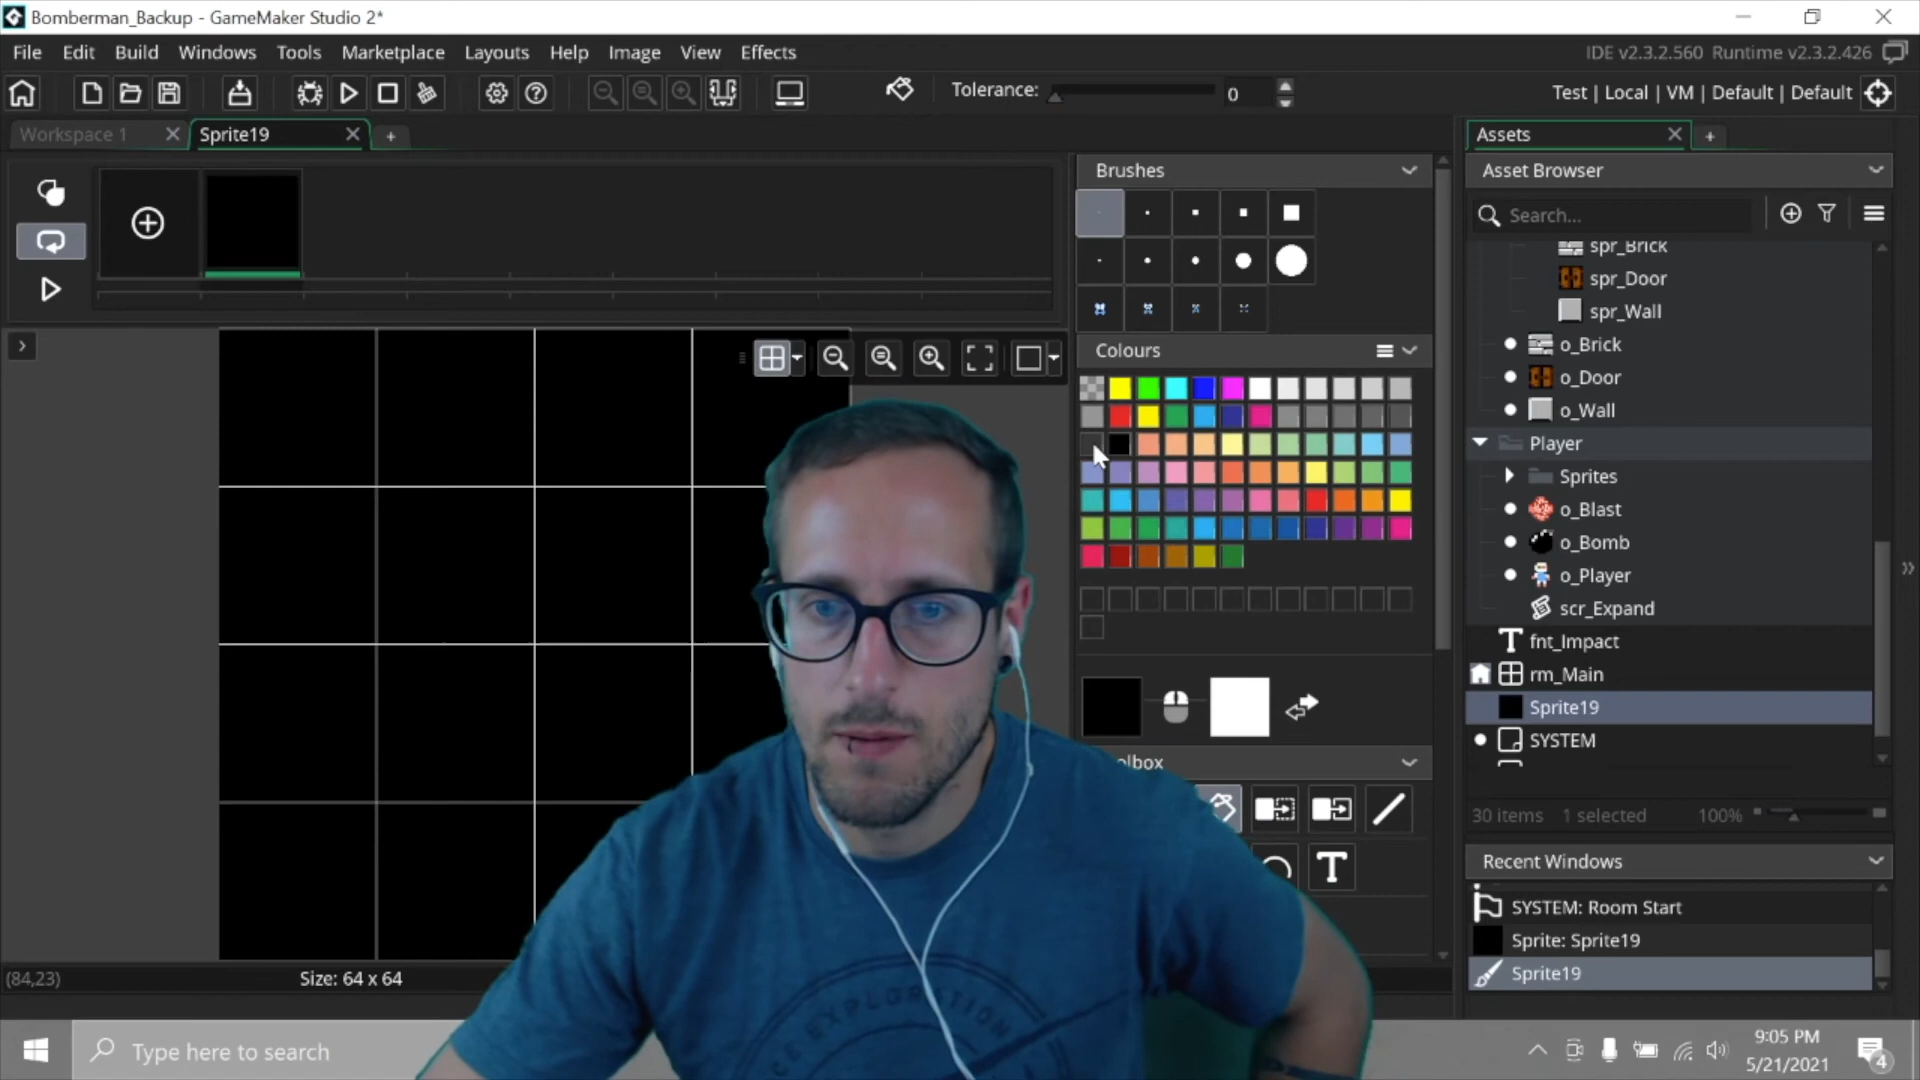 Bomberman_Backup - GameMaker Studio 2*
File Edit Build Windows Tools Marketplace Layouts Help Image View Effects
IDE v2.3.2.560 Runtime v2.3.2.426
Tolerance: 0
Test | Local | VM | Default | Default
Workspace 1
Sprite19
Assets
Brushes
Asset Browser
Search...
spr_Brick
spr_Door
spr_Wall
Colours
o_Brick
o_Door
o_Wall
Player
Sprites
o_Blast
o_Bomb
o_Player
scr_Expand
fnt_Impact
rm_Main
Sprite19
SYSTEM
olbox
30 items 1 selected 100%
Recent Windows
SYSTEM: Room Start
Sprite: Sprite19
Sprite19
(84,23)
Size: 64 x 64
EXPLORATION
Type here to search
9:05 PM
5/21/2021
4